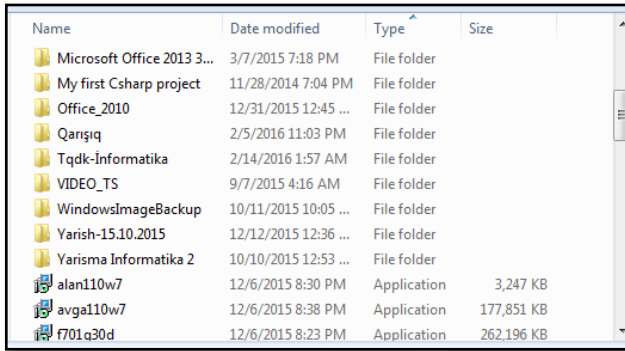 Name Date modified Type Size
Microsoft Office 2013 3... 3/7/2015 7:18 PM File folder
My first Csharp project 11/28/2014 7:04 PM File folder
Office_2010 12/31/2015 12:45 ... File folder
Qarışıq 2/5/2016 11:03 PM File folder
Tqdk-İnformatika 2/14/2016 1:57 AM File folder
VIDEO_TS 9/7/2015 4:16 AM File folder
WindowsImageBackup 10/11/2015 10:05 ... File folder
Yarish-15.10.2015 12/12/2015 12:36 ... File folder
Yarisma Informatika 2 10/10/2015 12:53 ... File folder
alan110w7 12/6/2015 8:30 PM Application 3,247 KB
avga110w7 12/6/2015 8:38 PM Application 177,851 KB
f701q30d 12/6/2015 8:23 PM Application 262,196 KB